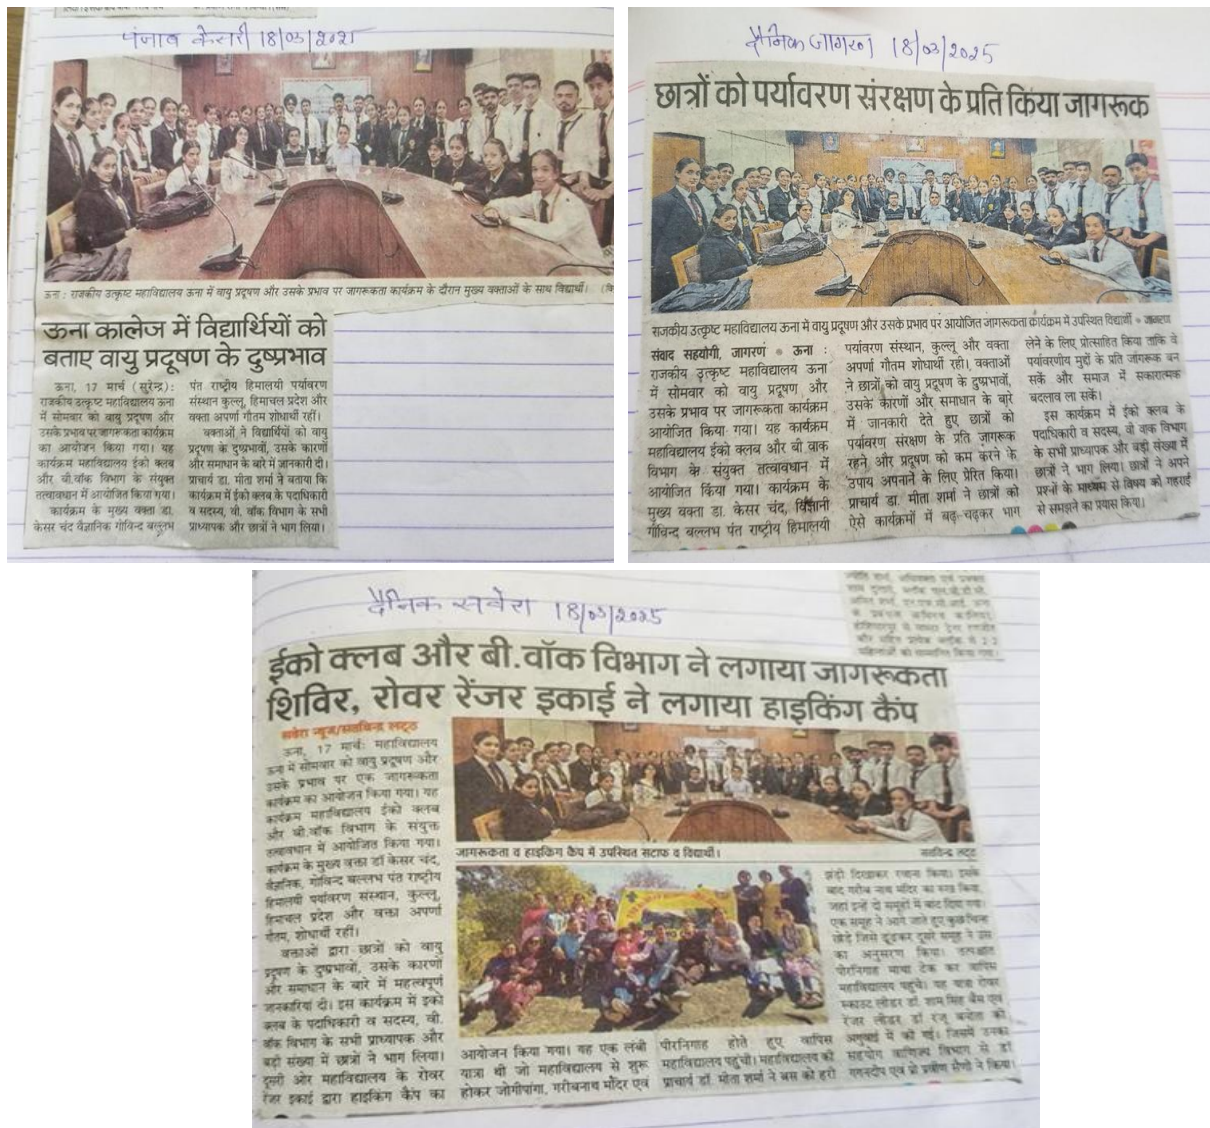 पंजाब केसरी 18/03/2025
ऊना : राजकीय उत्कृष्ट महाविद्यालय ऊना में वायु प्रदूषण और उसके प्रभाव पर जागरूकता कार्यक्रम के दौरान मुख्य वक्ताओं के साथ विद्यार्थी।
ऊना कालेज में विद्यार्थियों को
बताए वायु प्रदूषण के दुष्प्रभाव
ऊना, 17 मार्च (सुरेन्द्र):
राजकीय उत्कृष्ट महाविद्यालय ऊना
में सोमवार को वायु प्रदूषण और
उसके प्रभाव पर जागरूकता कार्यक्रम
का आयोजन किया गया। यह
कार्यक्रम महाविद्यालय ईको क्लब
और बी.वॉक विभाग के संयुक्त
तत्वावधान में आयोजित किया गया।
कार्यक्रम के मुख्य वक्ता डा.
केसर चंद वैज्ञानिक गोविन्द बल्लभ
पंत राष्ट्रीय हिमालयी पर्यावरण
संस्थान कुल्लू, हिमाचल प्रदेश और
वक्ता अपर्णा गौतम शोधार्थी रहीं।
वक्ताओं ने विद्यार्थियों को वायु
प्रदूषण के दुष्प्रभावों, उसके कारणों
और समाधान के बारे में जानकारी दी।
प्राचार्य डा. मीता शर्मा ने बताया कि
कार्यक्रम में ईको क्लब के पदाधिकारी
व सदस्य, वी. वॉक विभाग के सभी
प्राध्यापक और छात्रों ने भाग लिया।
दैनिक जागरण 18/03/2025
छात्रों को पर्यावरण संरक्षण के प्रति किया जागरूक
राजकीय उत्कृष्ट महाविद्यालय ऊना में वायु प्रदूषण और उसके प्रभाव पर आयोजित जागरूकता कार्यक्रम में उपस्थित विद्यार्थी • जागरण
संवाद सहयोगी, जागरण • ऊना :
राजकीय उत्कृष्ट महाविद्यालय ऊना
में सोमवार को वायु प्रदूषण और
उसके प्रभाव पर जागरूकता कार्यक्रम
आयोजित किया गया। यह कार्यक्रम
महाविद्यालय ईको क्लब और बी वाक
विभाग के संयुक्त तत्वावधान में
आयोजित किया गया। कार्यक्रम के
मुख्य वक्ता डा. केसर चंद, विज्ञानी
गोविन्द बल्लभ पंत राष्ट्रीय हिमालयी
पर्यावरण संस्थान, कुल्लू और वक्ता
अपर्णा गौतम शोधार्थी रही। वक्ताओं
ने छात्रों को वायु प्रदूषण के दुष्प्रभावों,
उसके कारणों और समाधान के बारे
में जानकारी देते हुए छात्रों को
पर्यावरण संरक्षण के प्रति जागरूक
रहने और प्रदूषण को कम करने के
उपाय अपनाने के लिए प्रेरित किया।
प्राचार्य डा. मीता शर्मा ने छात्रों को
ऐसे कार्यक्रमों में बढ़-चढ़कर भाग
लेने के लिए प्रोत्साहित किया ताकि वे
पर्यावरणीय मुद्दों के प्रति जागरूक बन
सकें और समाज में सकारात्मक
बदलाव ला सकें।
इस कार्यक्रम में ईको क्लब के
पदाधिकारी व सदस्य, वी वाक विभाग
के सभी प्राध्यापक और बड़ी संख्या में
छात्रों ने भाग लिया। छात्रों ने अपने
प्रश्नों के माध्यम से विषय को गहराई
से समझने का प्रयास किया।
दैनिक सवेरा 18/03/2025
ईको क्लब और बी.वॉक विभाग ने लगाया जागरूकता
शिविर, रोवर रेंजर इकाई ने लगाया हाइकिंग कैंप
सवेरा न्यूज/सतविन्द्र लट्ठ
ऊना, 17 मार्च: महाविद्यालय
ऊना में सोमवार को वायु प्रदूषण और
उसके प्रभाव पर एक जागरूकता
कार्यक्रम का आयोजन किया गया। यह
कार्यक्रम महाविद्यालय ईको क्लब
और बी.वॉक विभाग के संयुक्त
तत्वावधान में आयोजित किया गया।
कार्यक्रम के मुख्य वक्ता डॉ केसर चंद,
वैज्ञानिक, गोविन्द बल्लभ पंत राष्ट्रीय
हिमालयी पर्यावरण संस्थान, कुल्लू,
हिमाचल प्रदेश और वक्ता अपर्णा
गौतम, शोधार्थी रहीं।
वक्ताओं द्वारा छात्रों को वायु
प्रदूषण के दुष्प्रभावों, उसके कारणों
और समाधान के बारे में महत्वपूर्ण
जानकारियां दी। इस कार्यक्रम में इको
क्लब के पदाधिकारी व सदस्य, वी.
वॉक विभाग के सभी प्राध्यापक और
बड़ी संख्या में छात्रों ने भाग लिया।
दूसरी ओर महाविद्यालय के रोवर
रेंजर इकाई द्वारा हाइकिंग कैंप का
जागरूकता व हाइकिंग कैंप में उपस्थित सटाफ व विद्यार्थी।
सतविन्द्र लट्ठ
आयोजन किया गया। यह एक लंबी
यात्रा थी जो महाविद्यालय से शुरू
होकर जोगीपांगा, गरीबनाथ मंदिर एवं
पीरनिगाह होते हुए वापिस
महाविद्यालय पहुंची। महाविद्यालय की
प्राचार्य डॉ. मीता शर्मा ने बस को हरी
झंडी दिखाकर रवाना किया। इसके
बाद गरीब नाथ मंदिर का रुख किया,
जहां इन्हें दो समूहों में बांट दिया गया।
एक समूह ने आगे जाते हुए कुछ चिन्ह
छोड़े जिसे ढूंढकर दूसरे समूह ने उस
का अनुसरण किया। तत्पश्चात
पीरनिगाह माथा टेक कर वापिस
महाविद्यालय पहुंचे। यह यात्रा रोवर
स्काउट लीडर डॉ. शाम सिंह बैंस एवं
रेंजर लीडर डॉ
अगुवाई में की गई। जिसमें उनका
सहयोग वाणिज्य विभाग से डॉ
गगनदीप एवं प्रो प्रवीण सैणी ने किया।